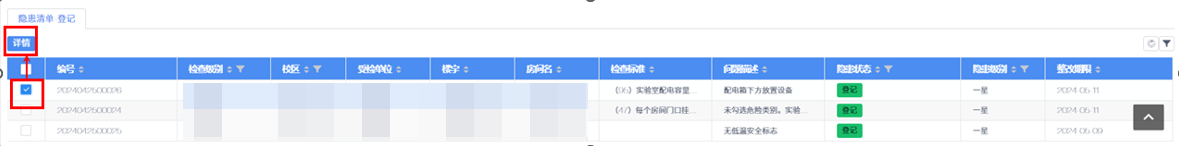 隐患清单-登记
详情
编号 检查级别 校区 受检单位 楼宇 房间名 检查标准 问题描述 隐患状态 隐患级别 整改期限
2024042500026 （06）实验室配电容量... 配电箱下方放置设备 登记 一星 2024-05-11
2024042500024 （47）每个房间门口挂... 未勾选危险类别。实验... 登记 一星 2024-05-11
2024042500025 无低温安全标志 登记 一星 2024-05-09